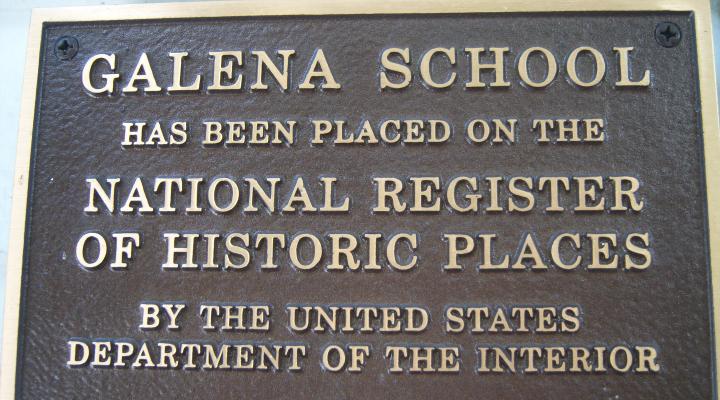 GALENA SCHOOL
HAS BEEN PLACED ON THE
NATIONAL REGISTER
OF HISTORIC PLACES
BY THE UNITED STATES
DEPARTMENT OF THE INTERIOR